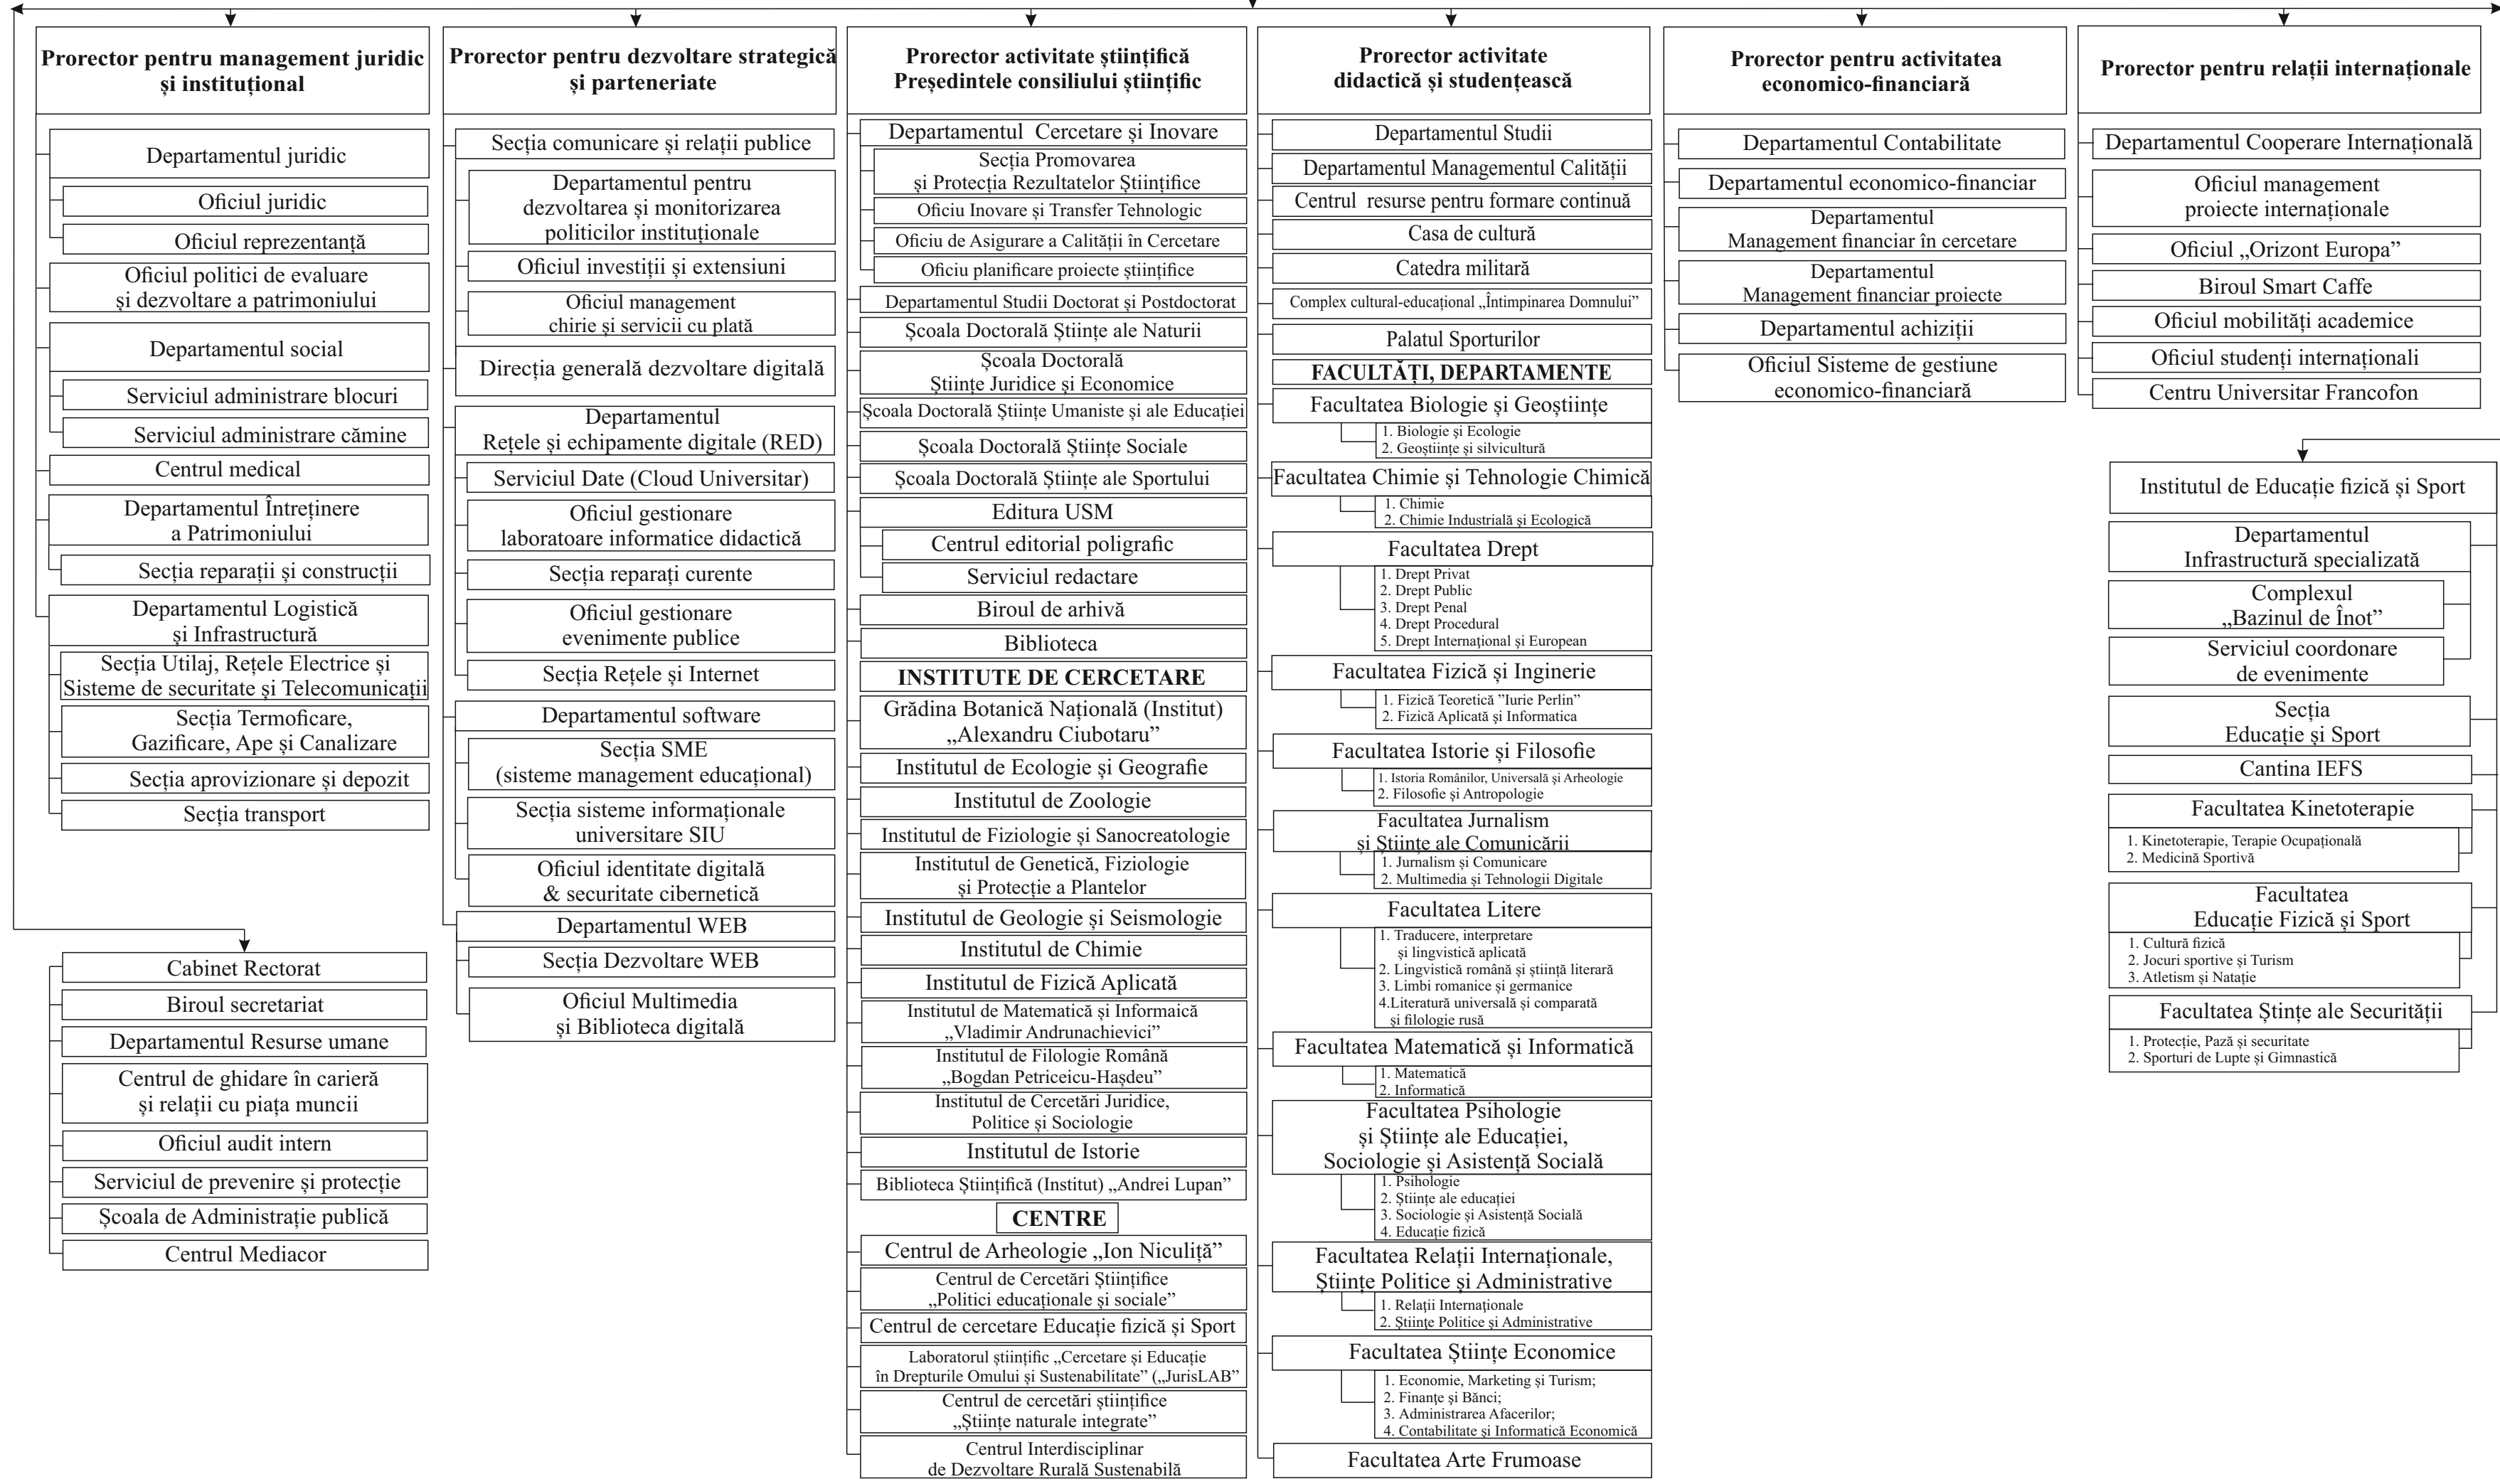 Prorector pentru management juridic
și instituțional
Departamentul juridic
Oficiul juridic
Oficiul reprezentanță
Oficiul politici de evaluare
și dezvoltare a patrimoniului
Departamentul social
Serviciul administrare blocuri
Serviciul administrare cămine
Centrul medical
Departamentul Întreținere
a Patrimoniului
Secția reparații și construcții
Departamentul Logistică
și Infrastructură
Secția Utilaj, Rețele Electrice și
Sisteme de securitate și Telecomunicații
Secția Termoficare,
Gazificare, Ape și Canalizare
Secția aprovizionare și depozit
Secția transport
Cabinet Rectorat
Biroul secretariat
Departamentul Resurse umane
Centrul de ghidare în carieră
și relații cu piața muncii
Oficiul audit intern
Serviciul de prevenire și protecție
Școala de Administrație publică
Centrul Mediacor
Prorector pentru dezvoltare strategică
și parteneriate
Secția comunicare și relații publice
Departamentul pentru
dezvoltarea și monitorizarea
politicilor instituționale
Oficiul investiții și extensiuni
Oficiul management
chirie și servicii cu plată
Direcția generală dezvoltare digitală
Departamentul
Rețele și echipamente digitale (RED)
Serviciul Date (Cloud Universitar)
Oficiul gestionare
laboratoare informatice didactică
Secția reparați curente
Oficiul gestionare
evenimente publice
Secția Rețele și Internet
Departamentul software
Secția SME
(sisteme management educațional)
Secția sisteme informaționale
universitare SIU
Oficiul identitate digitală
& securitate cibernetică
Departamentul WEB
Secția Dezvoltare WEB
Oficiul Multimedia
și Biblioteca digitală
Prorector activitate științifică
Președintele consiliului științific
Departamentul Cercetare și Inovare
Secția Promovarea
și Protecția Rezultatelor Științifice
Oficiu Inovare și Transfer Tehnologic
Oficiu de Asigurare a Calității în Cercetare
Oficiu planificare proiecte științifice
Departamentul Studii Doctorat și Postdoctorat
Școala Doctorală Științe ale Naturii
Școala Doctorală
Științe Juridice și Economice
Școala Doctorală Științe Umaniste și ale Educației
Școala Doctorală Științe Sociale
Școala Doctorală Științe ale Sportului
Editura USM
Centrul editorial poligrafic
Serviciul redactare
Biroul de arhivă
Biblioteca
INSTITUTE DE CERCETARE
Grădina Botanică Națională (Institut)
„Alexandru Ciubotaru”
Institutul de Ecologie și Geografie
Institutul de Zoologie
Institutul de Fiziologie și Sanocreatologie
Institutul de Genetică, Fiziologie
și Protecție a Plantelor
Institutul de Geologie și Seismologie
Institutul de Chimie
Institutul de Fizică Aplicată
Institutul de Matematică și Informaică
„Vladimir Andrunachievici”
Institutul de Filologie Română
„Bogdan Petriceicu-Hașdeu”
Institutul de Cercetări Juridice,
Politice și Sociologie
Institutul de Istorie
Biblioteca Științifică (Institut) „Andrei Lupan”
CENTRE
Centrul de Arheologie „Ion Niculiță”
Centrul de Cercetări Științifice
„Politici educaționale și sociale”
Centrul de cercetare Educație fizică și Sport
Laboratorul științific „Cercetare și Educație
în Drepturile Omului și Sustenabilitate” („JurisLAB”
Centrul de cercetări științifice
„Științe naturale integrate”
Centrul Interdisciplinar
de Dezvoltare Rurală Sustenabilă
Prorector activitate
didactică și studențească
Departamentul Studii
Departamentul Managementul Calității
Centrul resurse pentru formare continuă
Casa de cultură
Catedra militară
Complex cultural-educațional „Întimpinarea Domnului”
Palatul Sporturilor
FACULTĂȚI, DEPARTAMENTE
Facultatea Biologie și Geoștiințe
1. Biologie și Ecologie
2. Geoștiințe și silvicultură
Facultatea Chimie și Tehnologie Chimică
1. Chimie
2. Chimie Industrială și Ecologică
Facultatea Drept
1. Drept Privat
2. Drept Public
3. Drept Penal
4. Drept Procedural
5. Drept Internațional și European
Facultatea Fizică și Inginerie
1. Fizică Teoretică ”Iurie Perlin”
2. Fizică Aplicată și Informatica
Facultatea Istorie și Filosofie
1. Istoria Românilor, Universală și Arheologie
2. Filosofie și Antropologie
Facultatea Jurnalism
și Științe ale Comunicării
1. Jurnalism și Comunicare
2. Multimedia și Tehnologii Digitale
Facultatea Litere
1. Traducere, interpretare
și lingvistică aplicată
2. Lingvistică română și știință literară
3. Limbi romanice și germanice
4.Literatură universală și comparată
și filologie rusă
Facultatea Matematică și Informatică
1. Matematică
2. Informatică
Facultatea Psihologie
și Științe ale Educației,
Sociologie și Asistență Socială
1. Psihologie
2. Științe ale educației
3. Sociologie și Asistență Socială
4. Educație fizică
Facultatea Relații Internaționale,
Științe Politice și Administrative
1. Relații Internaționale
2. Științe Politice și Administrative
Facultatea Științe Economice
1. Economie, Marketing și Turism;
2. Finanțe și Bănci;
3. Administrarea Afacerilor;
4. Contabilitate și Informatică Economică
Facultatea Arte Frumoase
Prorector pentru activitatea
economico-financiară
Departamentul Contabilitate
Departamentul economico-financiar
Departamentul
Management financiar în cercetare
Departamentul
Management financiar proiecte
Departamentul achiziții
Oficiul Sisteme de gestiune
economico-financiară
Prorector pentru relații internaționale
Departamentul Cooperare Internațională
Oficiul management
proiecte internaționale
Oficiul „Orizont Europa”
Biroul Smart Caffe
Oficiul mobilități academice
Oficiul studenți internaționali
Centru Universitar Francofon
Institutul de Educație fizică și Sport
Departamentul
Infrastructură specializată
Complexul
„Bazinul de Înot”
Serviciul coordonare
de evenimente
Secția
Educație și Sport
Cantina IEFS
Facultatea Kinetoterapie
1. Kinetoterapie, Terapie Ocupațională
2. Medicină Sportivă
Facultatea
Educație Fizică și Sport
1. Cultură fizică
2. Jocuri sportive și Turism
3. Atletism și Natație
Facultatea Ștințe ale Securității
1. Protecție, Pază și securitate
2. Sporturi de Lupte și Gimnastică